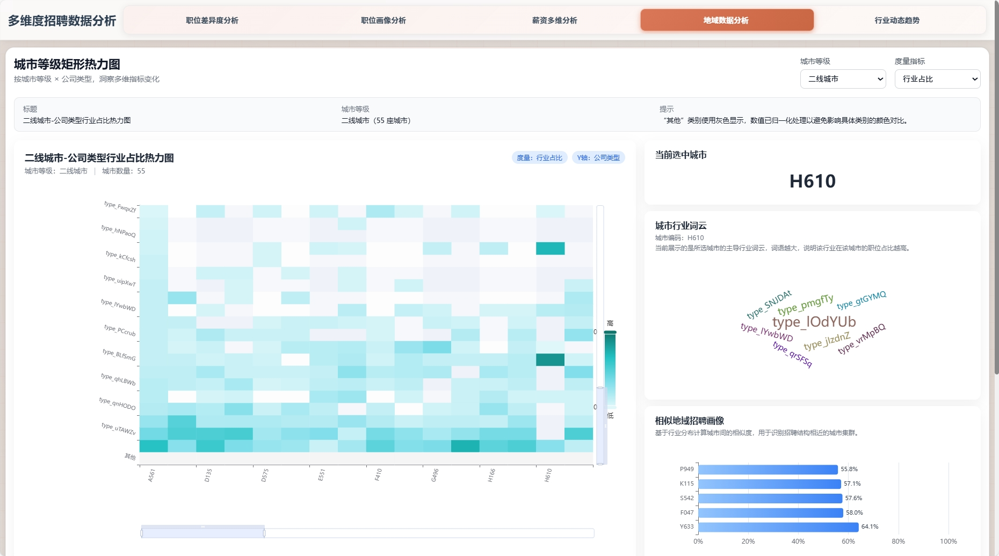 多维度招聘数据分析
职位差异度分析
职位画像分析
薪资多维分析
地域数据分析
行业动态趋势
城市等级矩形热力图
按城市等级 × 公司类型，洞察多维指标变化
城市等级
二线城市
度量指标
行业占比
标题
二线城市-公司类型行业占比热力图
城市等级
二线城市（55 座城市）
提示
“其他”类别使用灰色显示，数值已归一化处理以避免影响具体类别的颜色对比。
二线城市-公司类型行业占比热力图
城市等级：二线城市 | 城市数量：55
度量：行业占比
Y轴：公司类型
type_FwqxZf
type_hNPaoQ
type_kCfcsh
type_uipXwT
type_lYwbWD
type_PCcrub
type_BLfSmG
type_qhLBWb
type_qnHODO
type_uTAWZv
其他
A561
D135
D575
E551
F410
G496
H166
H610
高
0
0
低
当前选中城市
H610
城市行业词云
城市编码：H610
当前展示的是所选城市的主导行业词云，词语越大，说明该行业在该城市的职位占比越高。
type_SNJDAt
type_pmgfTy
type_gtGYMQ
type_lOdYUb
type_lYwbWD
type_jlzdnZ
type_vrMpBQ
type_qrSFSq
相似地域招聘画像
基于行业分布计算城市间的相似度，用于识别招聘结构相近的城市集群。
P949 55.8%
K115 57.1%
S542 57.6%
F047 58.0%
Y633 64.1%
0% 20% 40% 60% 80% 100%